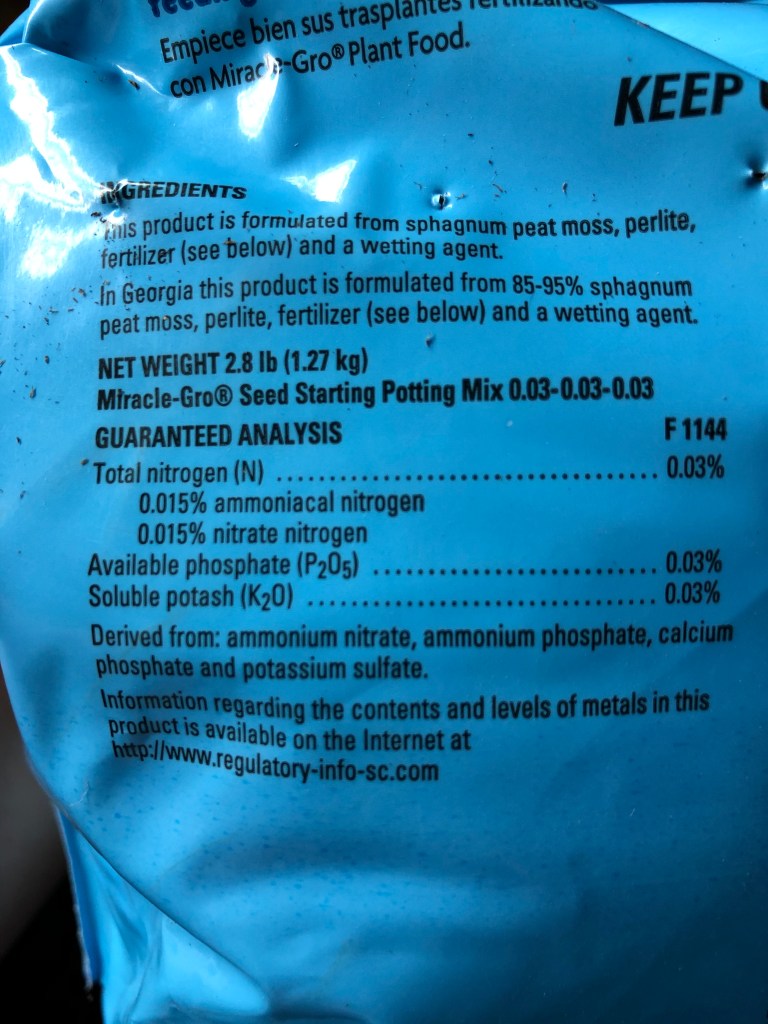 Empiece bien sus trasplantes fertilizando
con Miracle-Gro® Plant Food.
KEEP
INGREDIENTS
This product is formulated from sphagnum peat moss, perlite,
fertilizer (see below) and a wetting agent.
In Georgia this product is formulated from 85-95% sphagnum
peat moss, perlite, fertilizer (see below) and a wetting agent.
NET WEIGHT 2.8 lb (1.27 kg)
Miracle-Gro® Seed Starting Potting Mix 0.03-0.03-0.03
GUARANTEED ANALYSIS F 1144
Total nitrogen (N) ........................................ 0.03%
0.015% ammoniacal nitrogen
0.015% nitrate nitrogen
Available phosphate (P₂O₅) .............................. 0.03%
Soluble potash (K₂O) ..................................... 0.03%
Derived from: ammonium nitrate, ammonium phosphate, calcium
phosphate and potassium sulfate.
Information regarding the contents and levels of metals in this
product is available on the Internet at
http://www.regulatory-info-sc.com